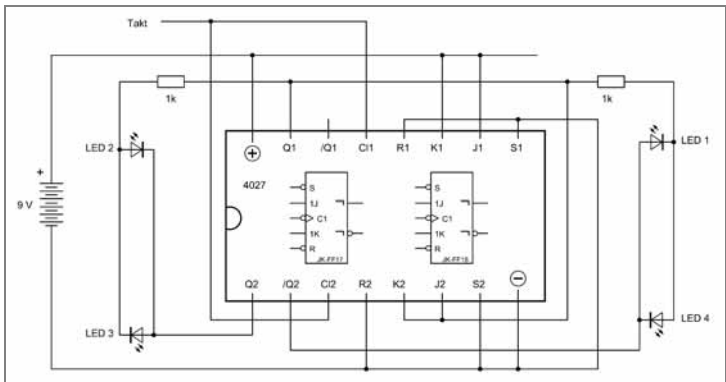 Takt
1k
1k
LED 2
LED 1
Q1 /Q1 Cl1 R1 K1 J1 S1
+
4027
9 V
S
1J
C1
1K
R
JK-FF17
S
1J
C1
1K
R
JK-FF18
Q2 /Q2 Cl2 R2 K2 J2 S2
LED 3
LED 4